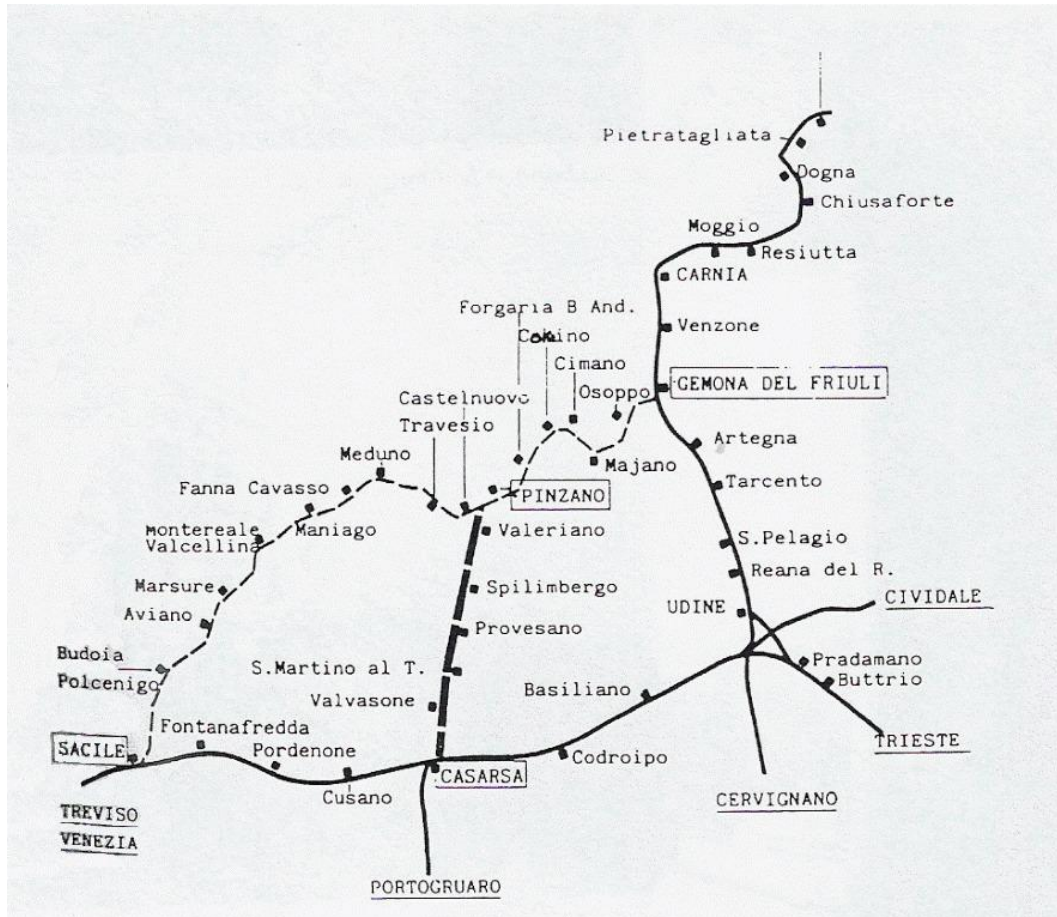 Pietratagliata
Dogna
Chiusaforte
Moggio
Resiutta
CARNIA
Forgaria B And.
Venzone
Cimano
GEMONA DEL FRIULI
Osoppo
Castelnuovo
Travesio
Artegna
Meduno
Majano
Tarcento
Fanna Cavasso
PINZANO
Maniago
Valeriano
Montereale
Valcellina
S.Pelagio
Reana del R.
Marsure
Spilimbergo
CIVIDALE
Aviano
UDINE
Provesano
Budoia
Polcenigo
S.Martino al T.
Pradamano
Buttrio
Basiliano
Valvasone
Fontanafredda
SACILE
Pordenone
TRIESTE
Codroipo
CASARSA
Cusano
CERVIGNANO
TREVISO
VENEZIA
PORTOGRUARO